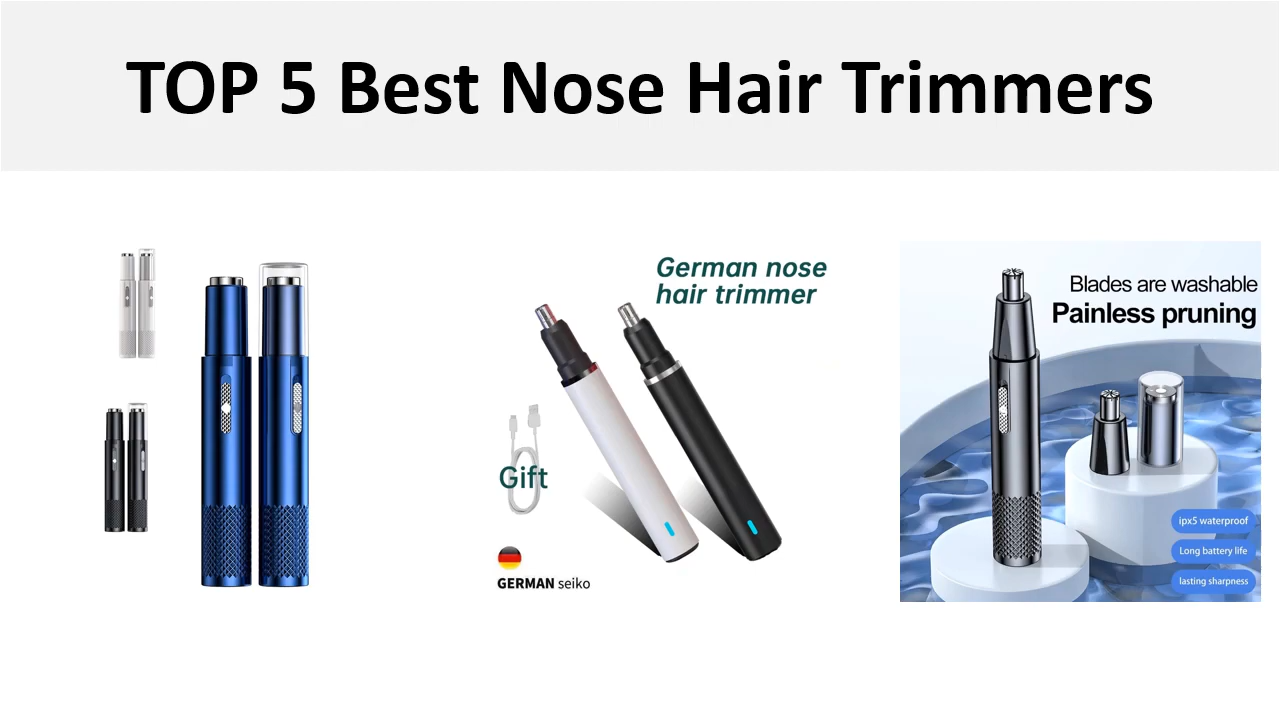 TOP 5 Best Nose Hair Trimmers
German nose
hair trimmer
Gift
GERMAN seiko
Blades are washable
Painless pruning
ipx5 waterproof
Long battery life
lasting sharpness